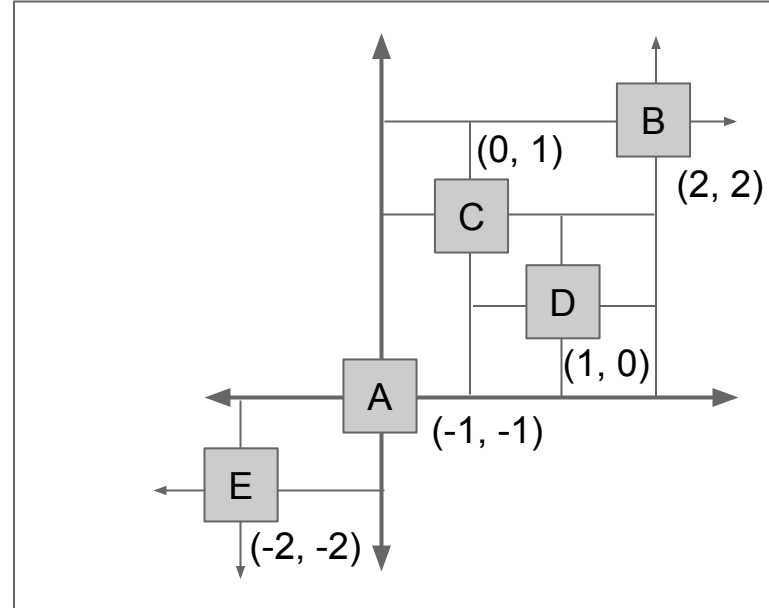 B
(0, 1)
(2, 2)
C
D
(1, 0)
A
(-1, -1)
E
(-2, -2)